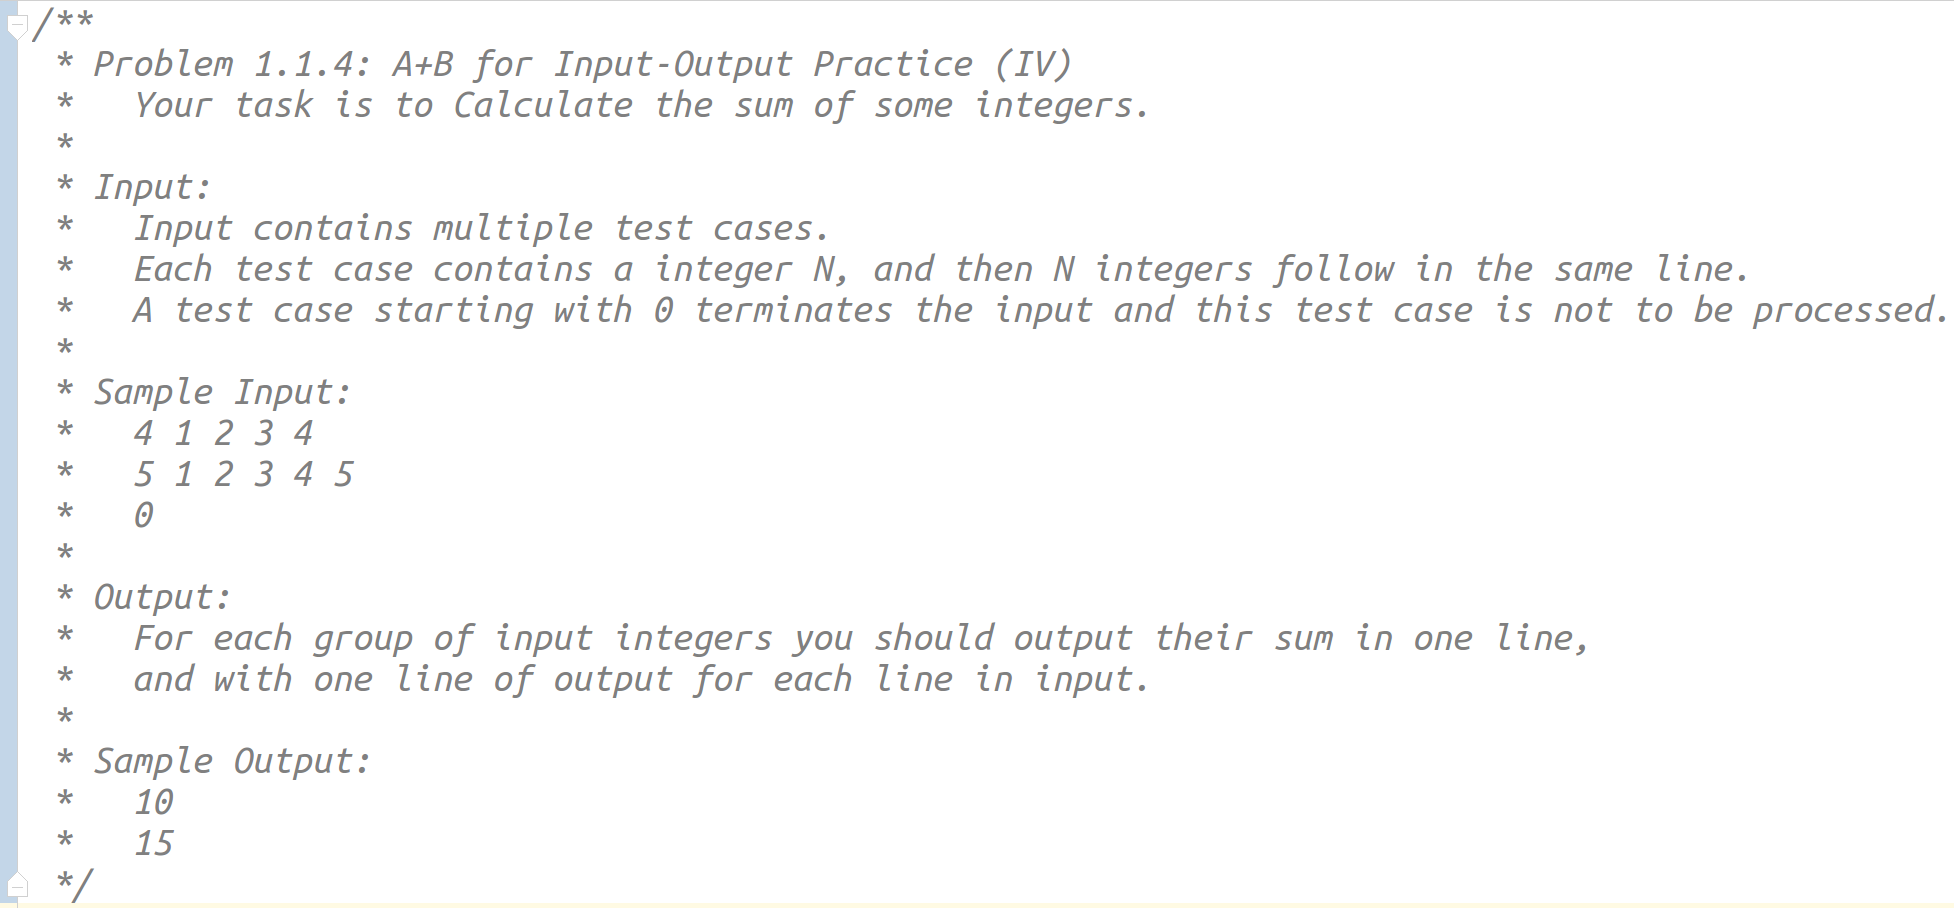 /**
 * Problem 1.1.4: A+B for Input-Output Practice (IV)
 *   Your task is to Calculate the sum of some integers.
 *
 * Input:
 *   Input contains multiple test cases.
 *   Each test case contains a integer N, and then N integers follow in the same line.
 *   A test case starting with 0 terminates the input and this test case is not to be processed.
 *
 * Sample Input:
 *   4 1 2 3 4
 *   5 1 2 3 4 5
 *   0
 *
 * Output:
 *   For each group of input integers you should output their sum in one line,
 *   and with one line of output for each line in input.
 *
 * Sample Output:
 *   10
 *   15
 */